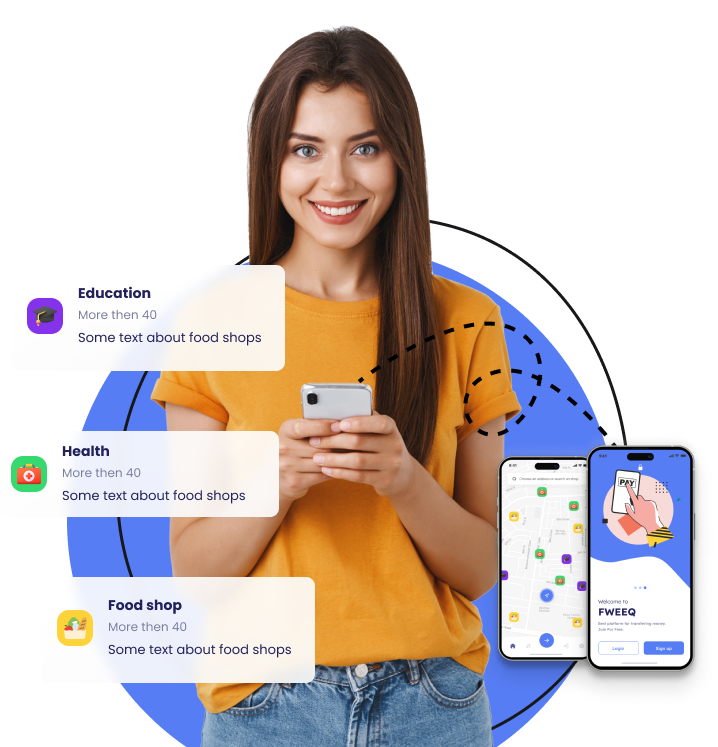 Education
More then 40
Some text about food shops
Health
More then 40
Some text about food shops
Food shop
More then 40
Some text about food shops
9:41
Choose an address or search an shop
9:41
PAY
Welcome to
FWEEQ
Best platform for transferring money.
Join For Free.
Login
Sign up